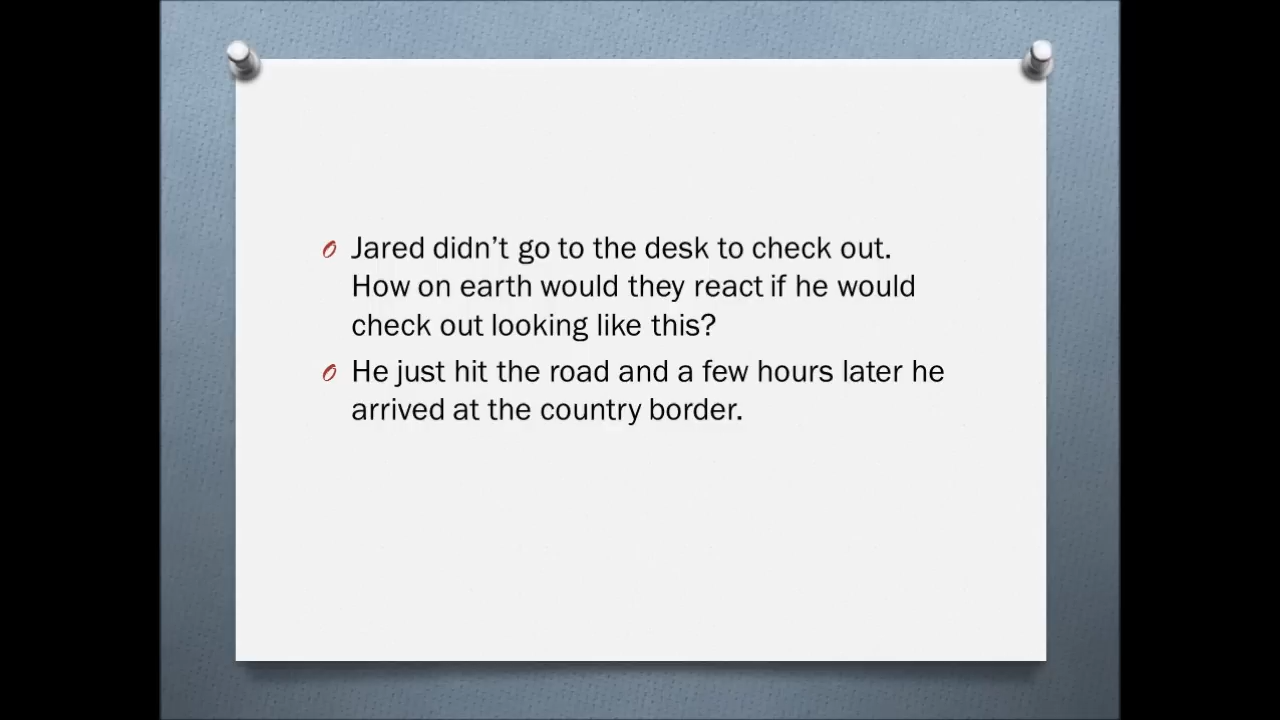 Jared didn't go to the desk to check out.
How on earth would they react if he would
check out looking like this?
He just hit the road and a few hours later he
arrived at the country border.